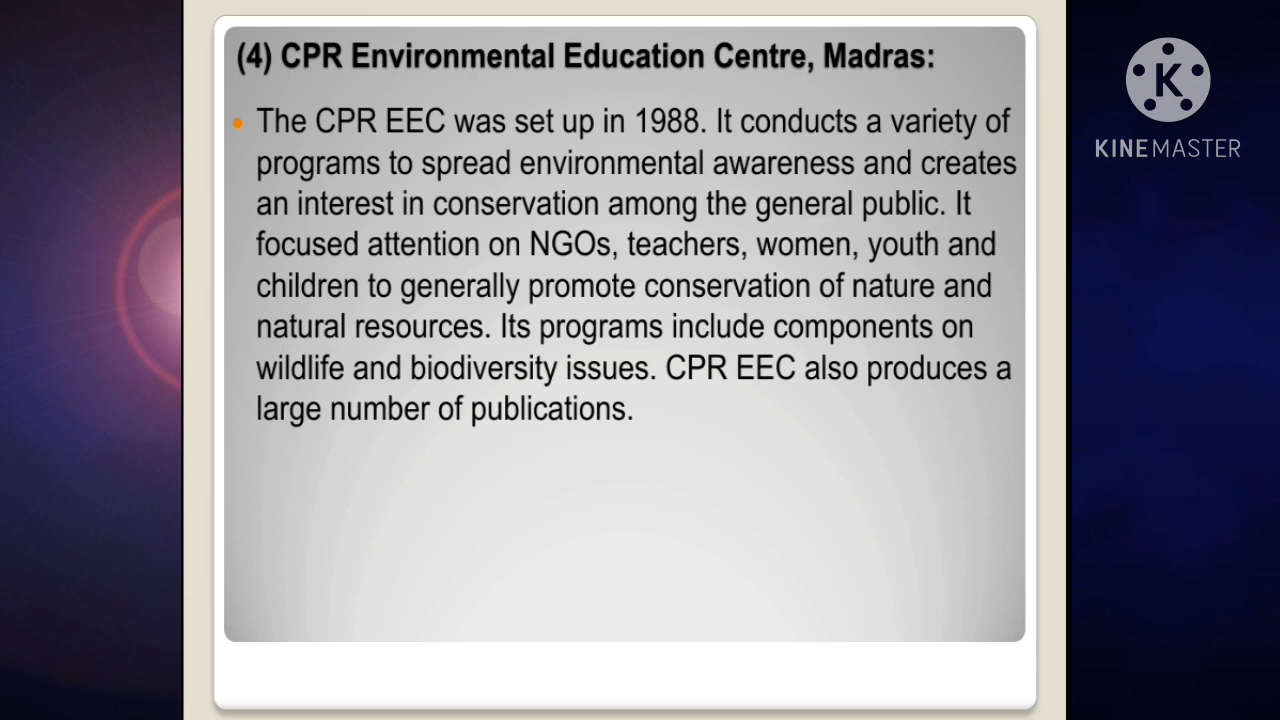 (4) CPR Environmental Education Centre, Madras:
The CPR EEC was set up in 1988. It conducts a variety of
programs to spread environmental awareness and creates
an interest in conservation among the general public. It
focused attention on NGOs, teachers, women, youth and
children to generally promote conservation of nature and
natural resources. Its programs include components on
wildlife and biodiversity issues. CPR EEC also produces a
large number of publications.
K
KINEMASTER